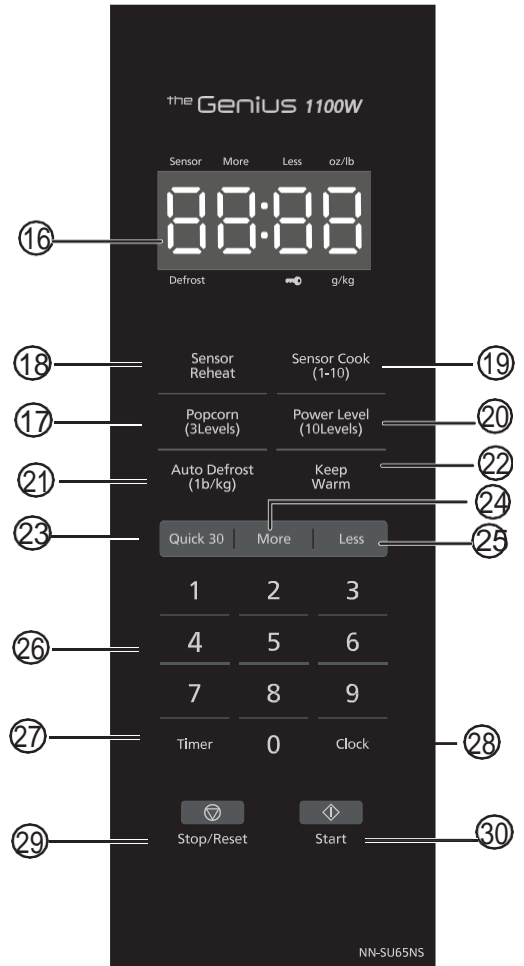 the Genius 1100W
Sensor More Less oz/lb
88:88
16
Defrost g/kg
18
Sensor
Reheat
Sensor Cook
(1-10)
19
17
Popcorn
(3Levels)
Power Level
(10Levels)
20
21
Auto Defrost
(1b/kg)
Keep
Warm
22
24
23
Quick 30 More Less
25
1 2 3
26
4 5 6
7 8 9
27
Timer 0 Clock
28
29
Stop/Reset
Start
30
NN-SU65NS